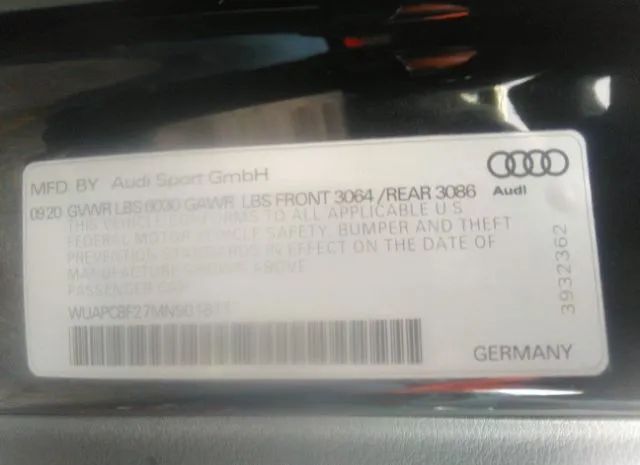 MFD BY Audi Sport GmbH
Audi
0920 GVWR LBS 6030 GAWR LBS FRONT 3064 / REAR 3086
THIS VEHICLE CONFORMS TO ALL APPLICABLE U.S.
FEDERAL MOTOR VEHICLE SAFETY, BUMPER AND THEFT
PREVENTION STANDARDS IN EFFECT ON THE DATE OF
MANUFACTURE SHOWN ABOVE.
PASSENGER CAR
3932362
GERMANY